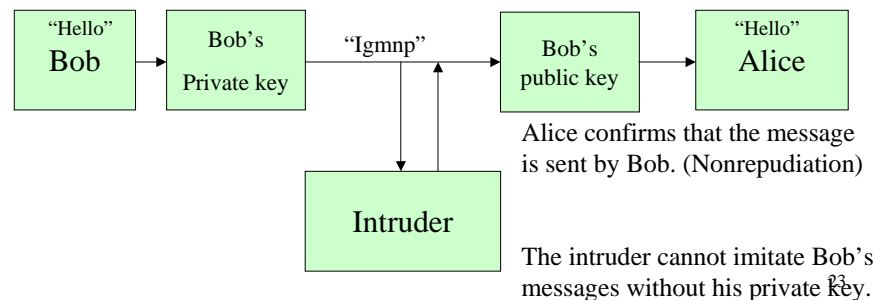 “Hello”
Bob
Bob's
Private key
“Igmnp”
Bob's
public key
“Hello”
Alice
Alice confirms that the message
is sent by Bob. (Nonrepudiation)
Intruder
The intruder cannot imitate Bob's
messages without his private key.
23